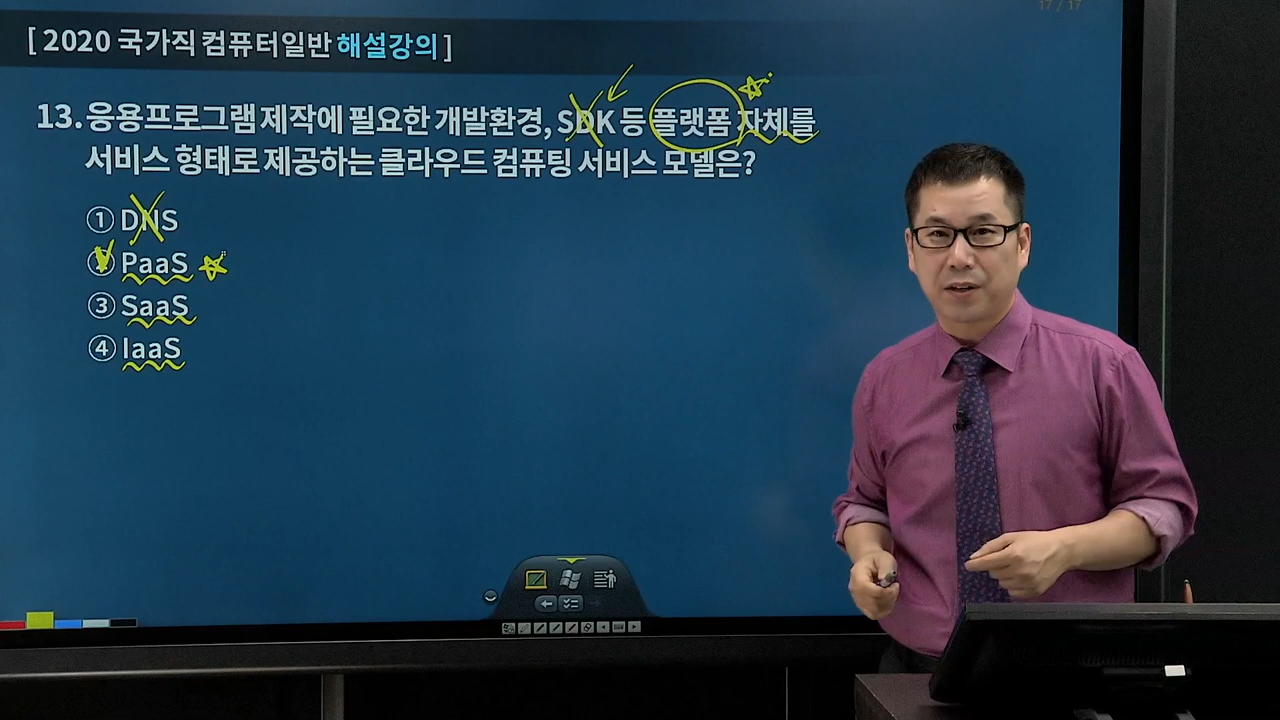 17 / 17
[ 2020 국가직 컴퓨터일반 해설강의 ]
13. 응용프로그램 제작에 필요한 개발환경, SDK 등 플랫폼 자체를
서비스 형태로 제공하는 클라우드 컴퓨팅 서비스 모델은?
① DNS
② PaaS
③ SaaS
④ IaaS